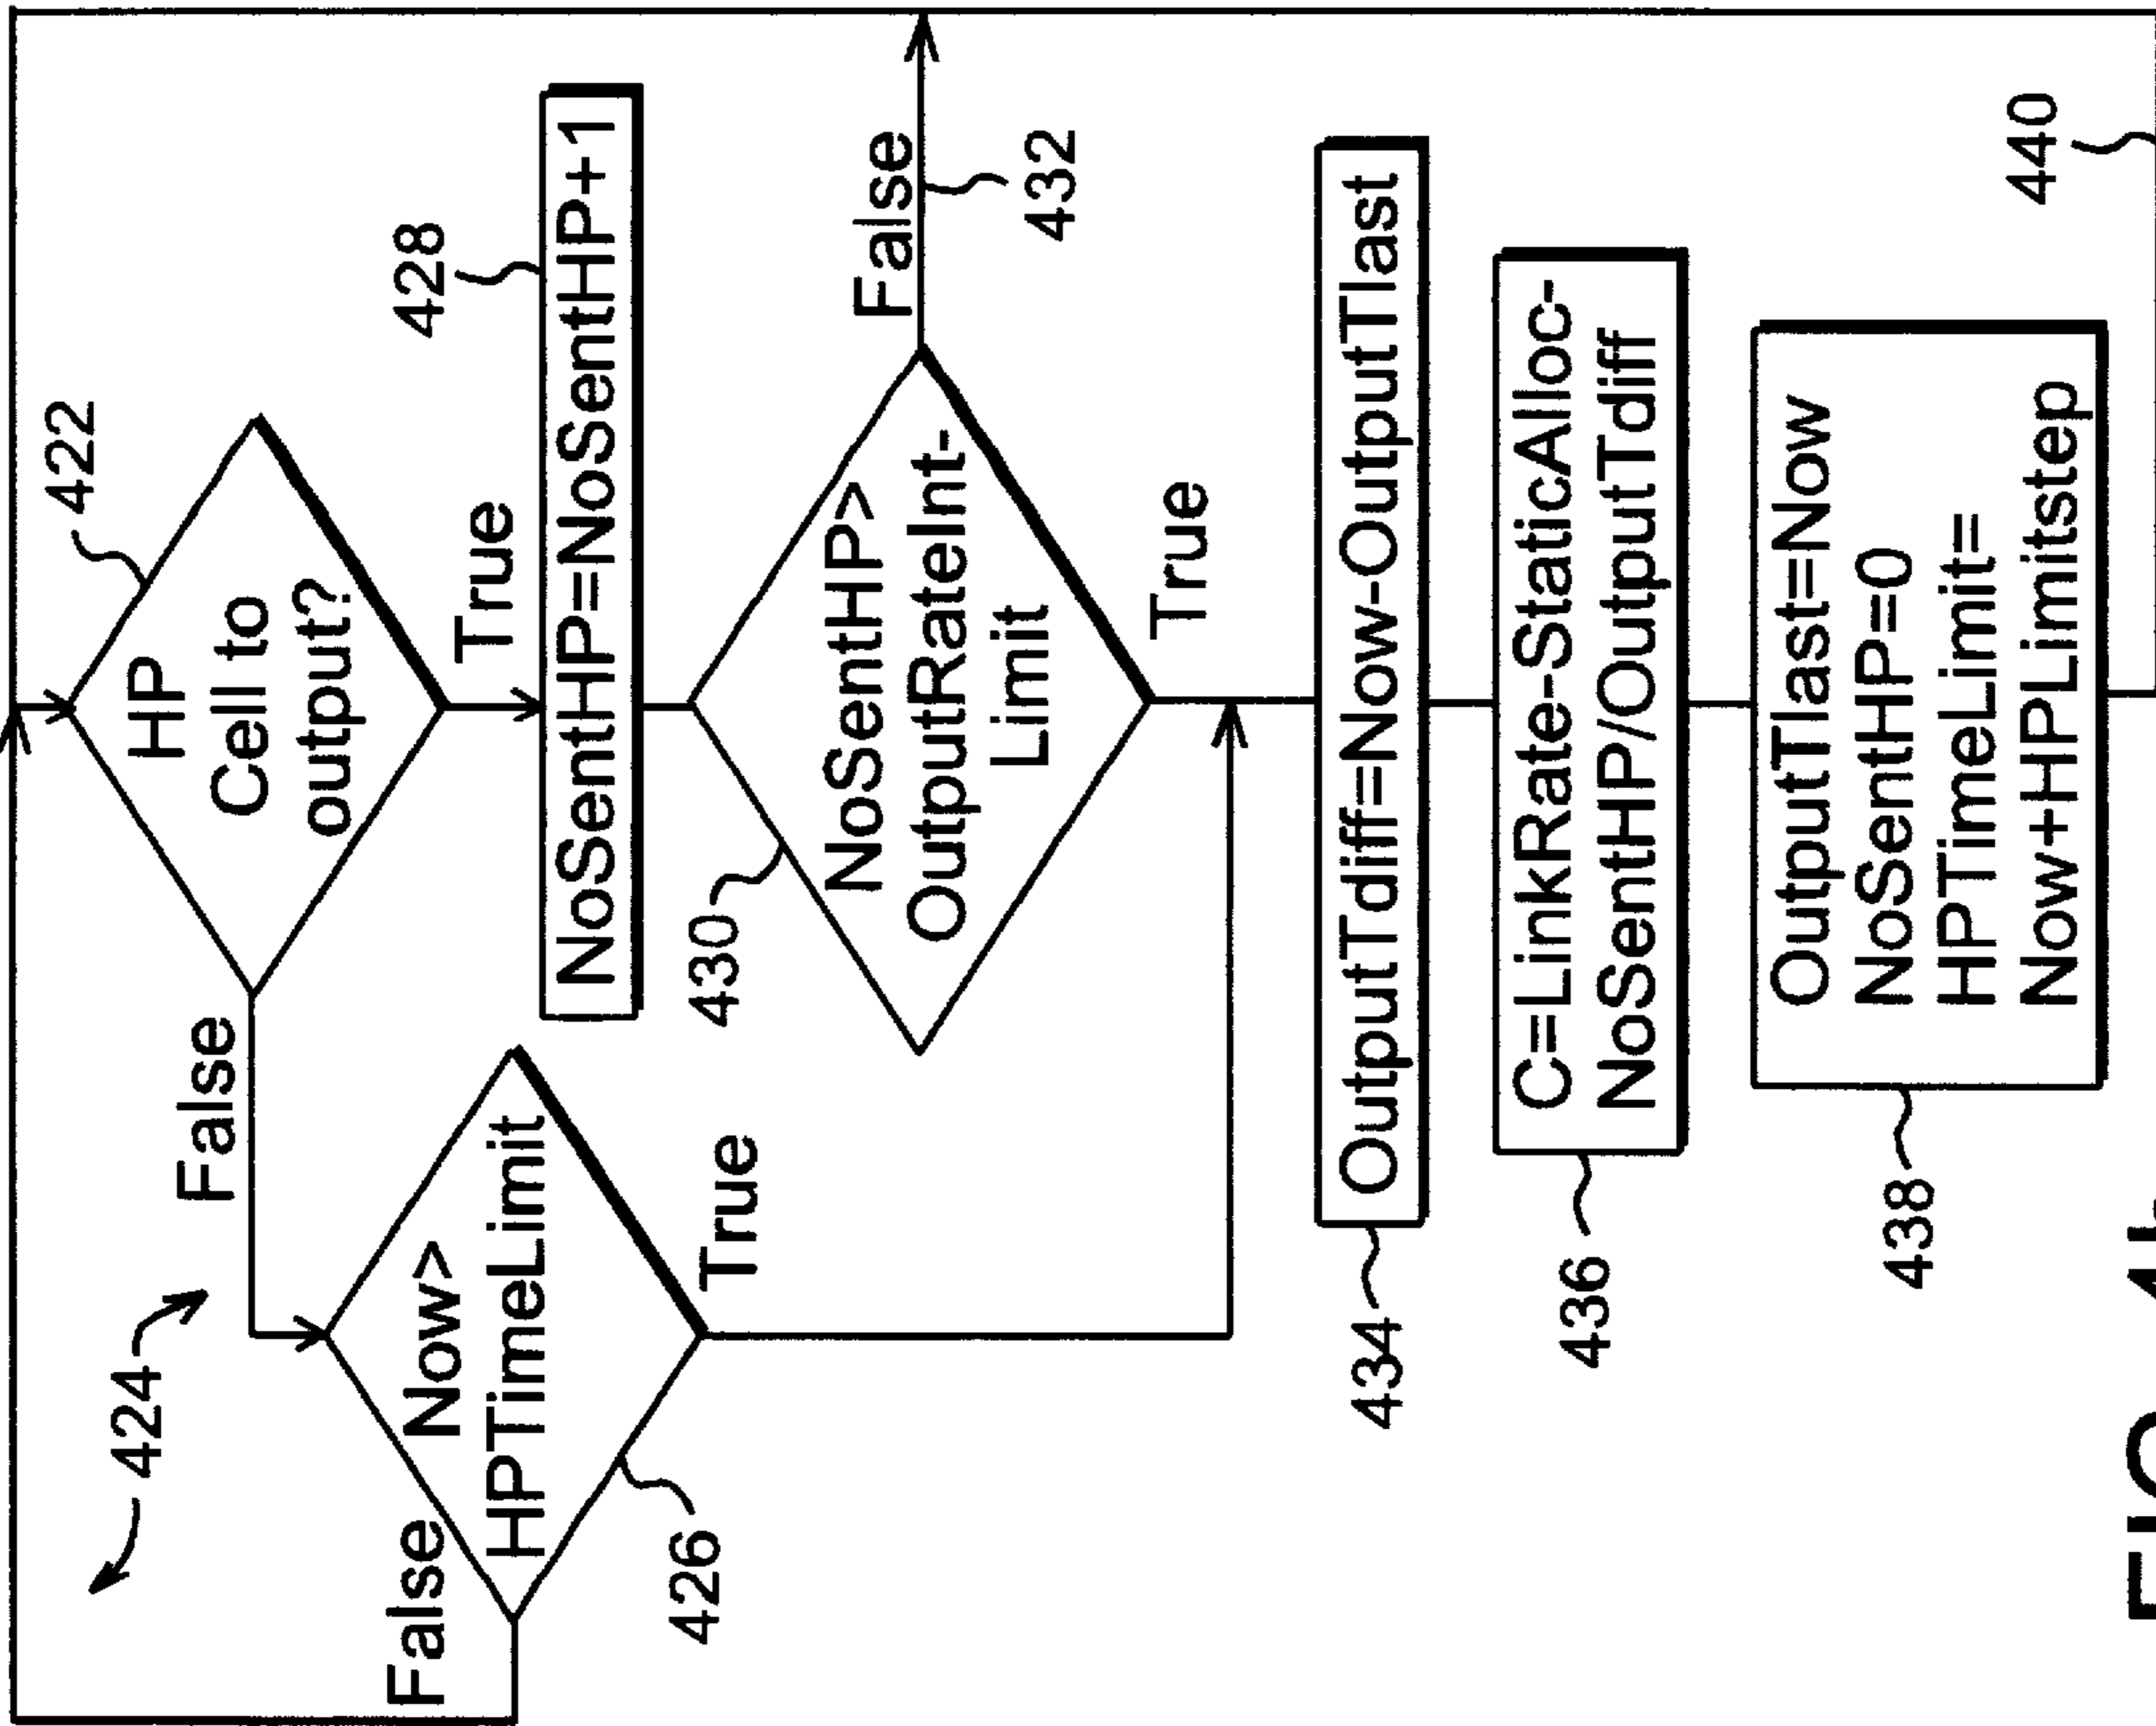 422
HP
Cell to
output?
424
False
True
428
NoSentHP=NoSentHP+1
Now>
HPTimeLimit
False
True
426
430
NoSentHP>
OutputRateInt-
Limit
False
432
True
434
OutputTdiff=Now-OutputTlast
436
C=LinkRate-StaticAlloc-
NoSentHP/OutputTdiff
438
OutputTlast=Now
NoSentHP=0
HPTimeLimit=
Now+HPLimitstep
440